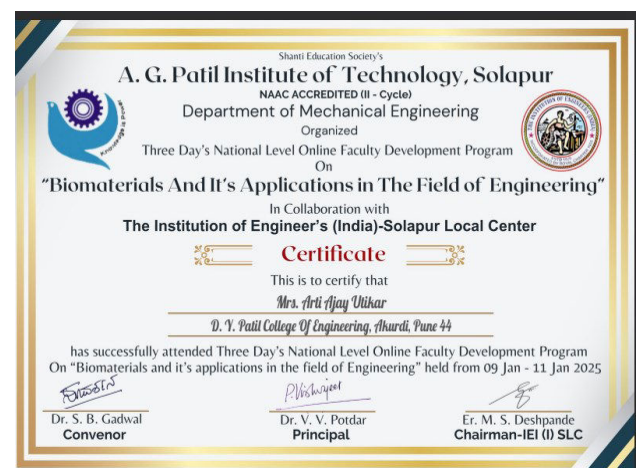 Shanti Education Society's
A. G. Patil Institute of Technology, Solapur
NAAC ACCREDITED (II - Cycle)
Department of Mechanical Engineering
Organized
Three Day's National Level Online Faculty Development Program
On
"Biomaterials And It's Applications in The Field of Engineering"
In Collaboration with
The Institution of Engineer's (India)-Solapur Local Center
Certificate
This is to certify that
Mrs. Arti Ajay Utikar
D. Y. Patil College Of Engineering, Akurdi, Pune 44
has successfully attended Three Day's National Level Online Faculty Development Program
On "Biomaterials and it's applications in the field of Engineering" held from 09 Jan - 11 Jan 2025
P. Vishwajeet
Dr. S. B. Gadwal
Dr. V. V. Potdar
Er. M. S. Deshpande
Convenor
Principal
Chairman-IEI (I) SLC